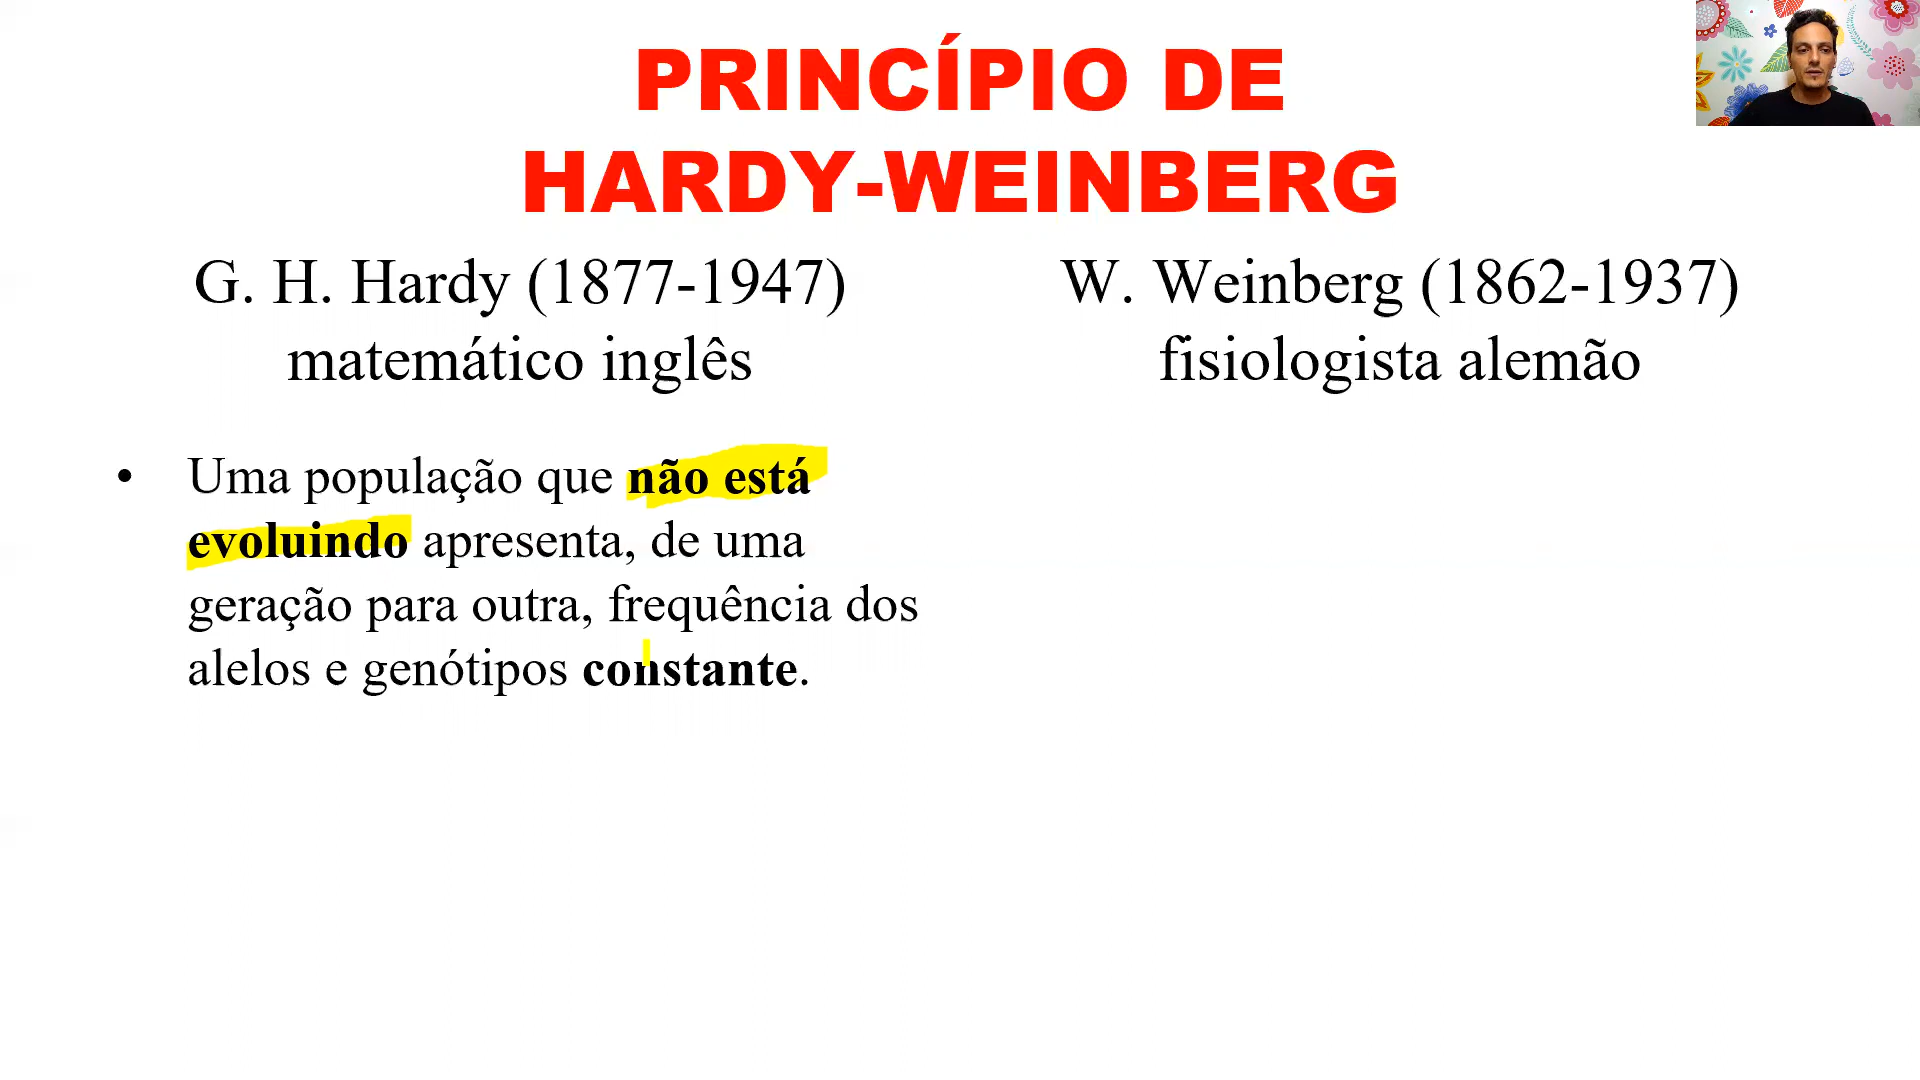 PRINCÍPIO DE
HARDY-WEINBERG
G. H. Hardy (1877-1947)
matemático inglês
W. Weinberg (1862-1937)
fisiologista alemão
• Uma população que não está
evoluindo apresenta, de uma
geração para outra, frequência dos
alelos e genótipos constante.